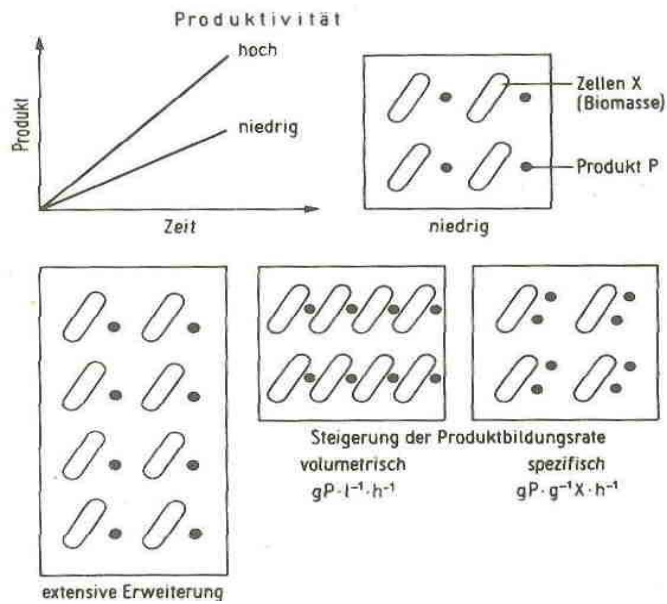 Produktivität
hoch
niedrig
Produkt
Zeit
Zellen X
(Biomasse)
Produkt P
niedrig
Steigerung der Produktbildungsrate
volumetrisch
spezifisch
gP·l⁻¹·h⁻¹
gP·g⁻¹X·h⁻¹
extensive Erweiterung